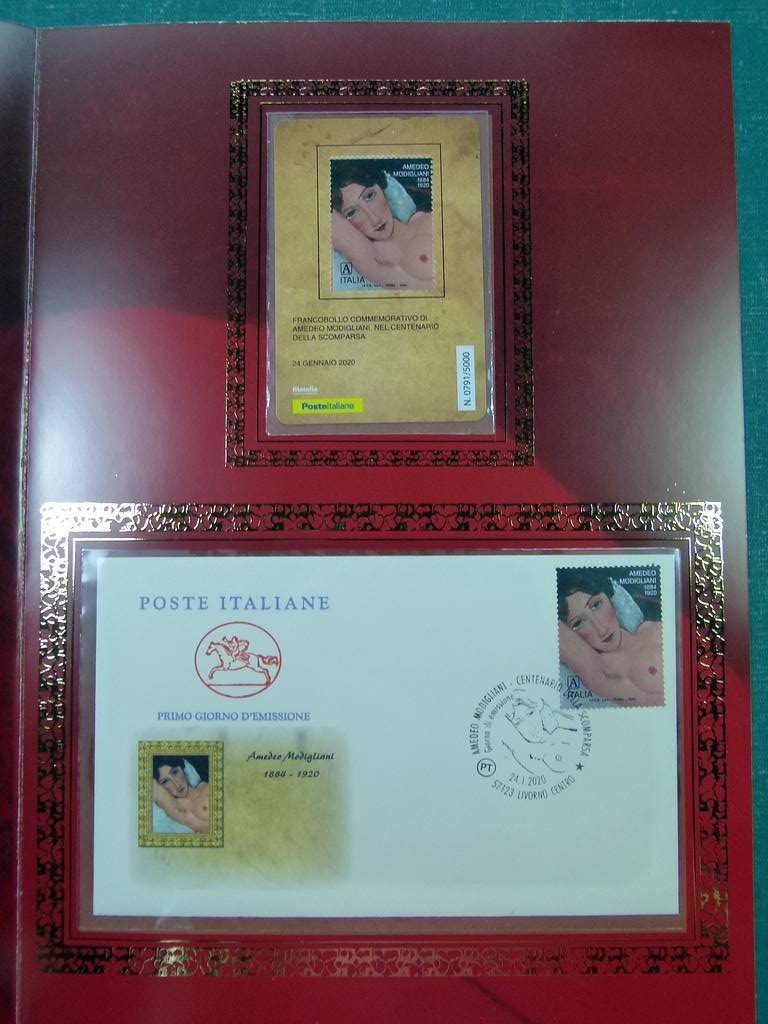 AMEDEO
MODIGLIANI
1884
1920
A
ITALIA
FRANCOBOLLO COMMEMORATIVO DI
AMEDEO MODIGLIANI, NEL CENTENARIO
DELLA SCOMPARSA
24 GENNAIO 2020
filatelia
Posteitaliane
N. 0791/5000
POSTE ITALIANE
PRIMO GIORNO D'EMISSIONE
Amedeo Modigliani
1884 - 1920
AMEDEO
MODIGLIANI
1884
1920
A
ITALIA
AMEDEO MODIGLIANI - CENTENARIO DELLA SCOMPARSA
Giorno di emissione
PT
24.1.2020
57123 LIVORNO CENTRO